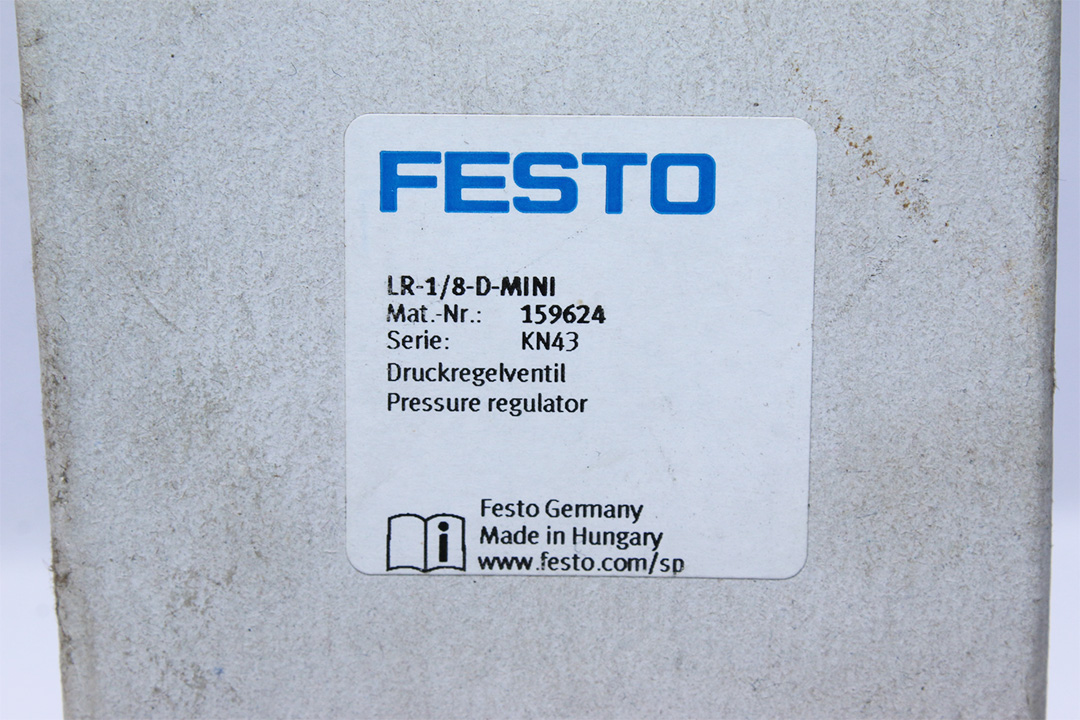 FESTO
LR-1/8-D-MINI
Mat.-Nr.: 159624
Serie: KN43
Druckregelventil
Pressure regulator
i
Festo Germany
Made in Hungary
www.festo.com/sp